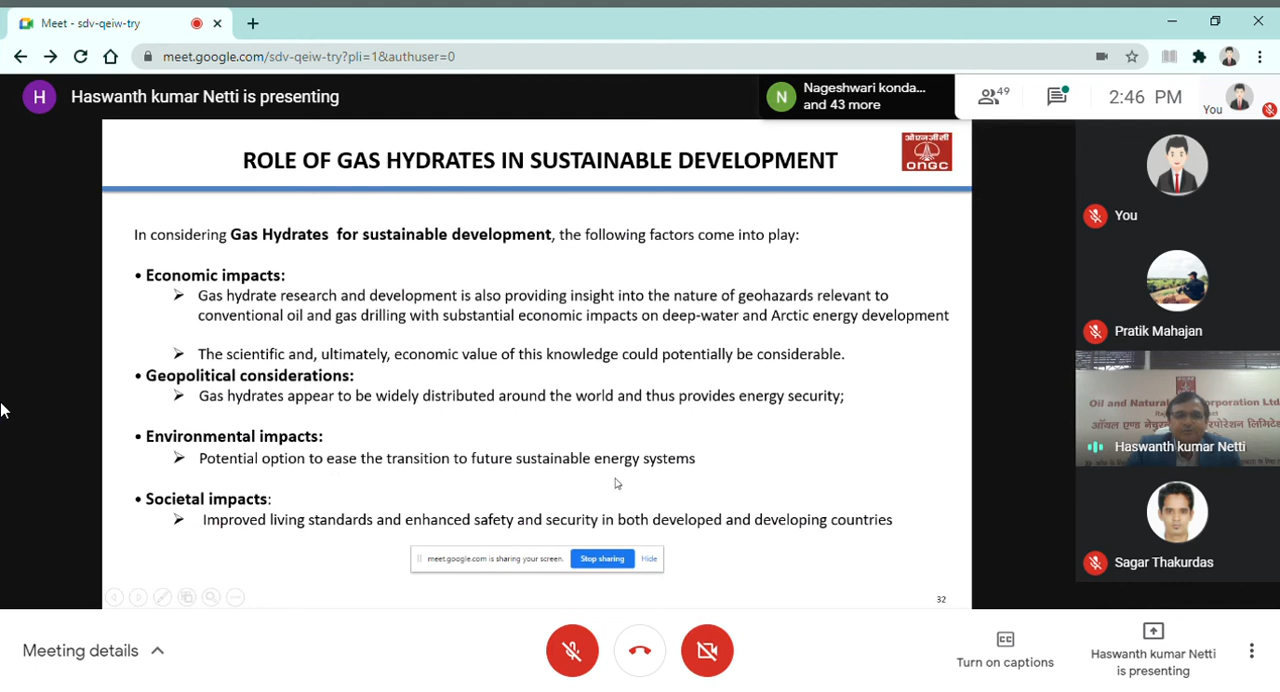 Meet - sdv-qeiw-try
meet.google.com/sdv-qeiw-try?pli=1&authuser=0
H
Haswanth kumar Netti is presenting
N
Nageshwari konda...
and 43 more
49
2:46 PM
You
ROLE OF GAS HYDRATES IN SUSTAINABLE DEVELOPMENT
ओएनजीसी
ONGC
In considering Gas Hydrates for sustainable development, the following factors come into play:
• Economic impacts:
➢ Gas hydrate research and development is also providing insight into the nature of geohazards relevant to
conventional oil and gas drilling with substantial economic impacts on deep-water and Arctic energy development
➢ The scientific and, ultimately, economic value of this knowledge could potentially be considerable.
• Geopolitical considerations:
➢ Gas hydrates appear to be widely distributed around the world and thus provides energy security;
• Environmental impacts:
➢ Potential option to ease the transition to future sustainable energy systems
• Societal impacts:
➢ Improved living standards and enhanced safety and security in both developed and developing countries
meet.google.com is sharing your screen.
Stop sharing
Hide
32
You
Pratik Mahajan
Oil and Natural
orporation Ltd
ऑयल एण्ड
रपोरेशन लिमिटेड
Haswanth kumar Netti
Sagar Thakurdas
Meeting details
CC
Turn on captions
Haswanth kumar Netti
is presenting